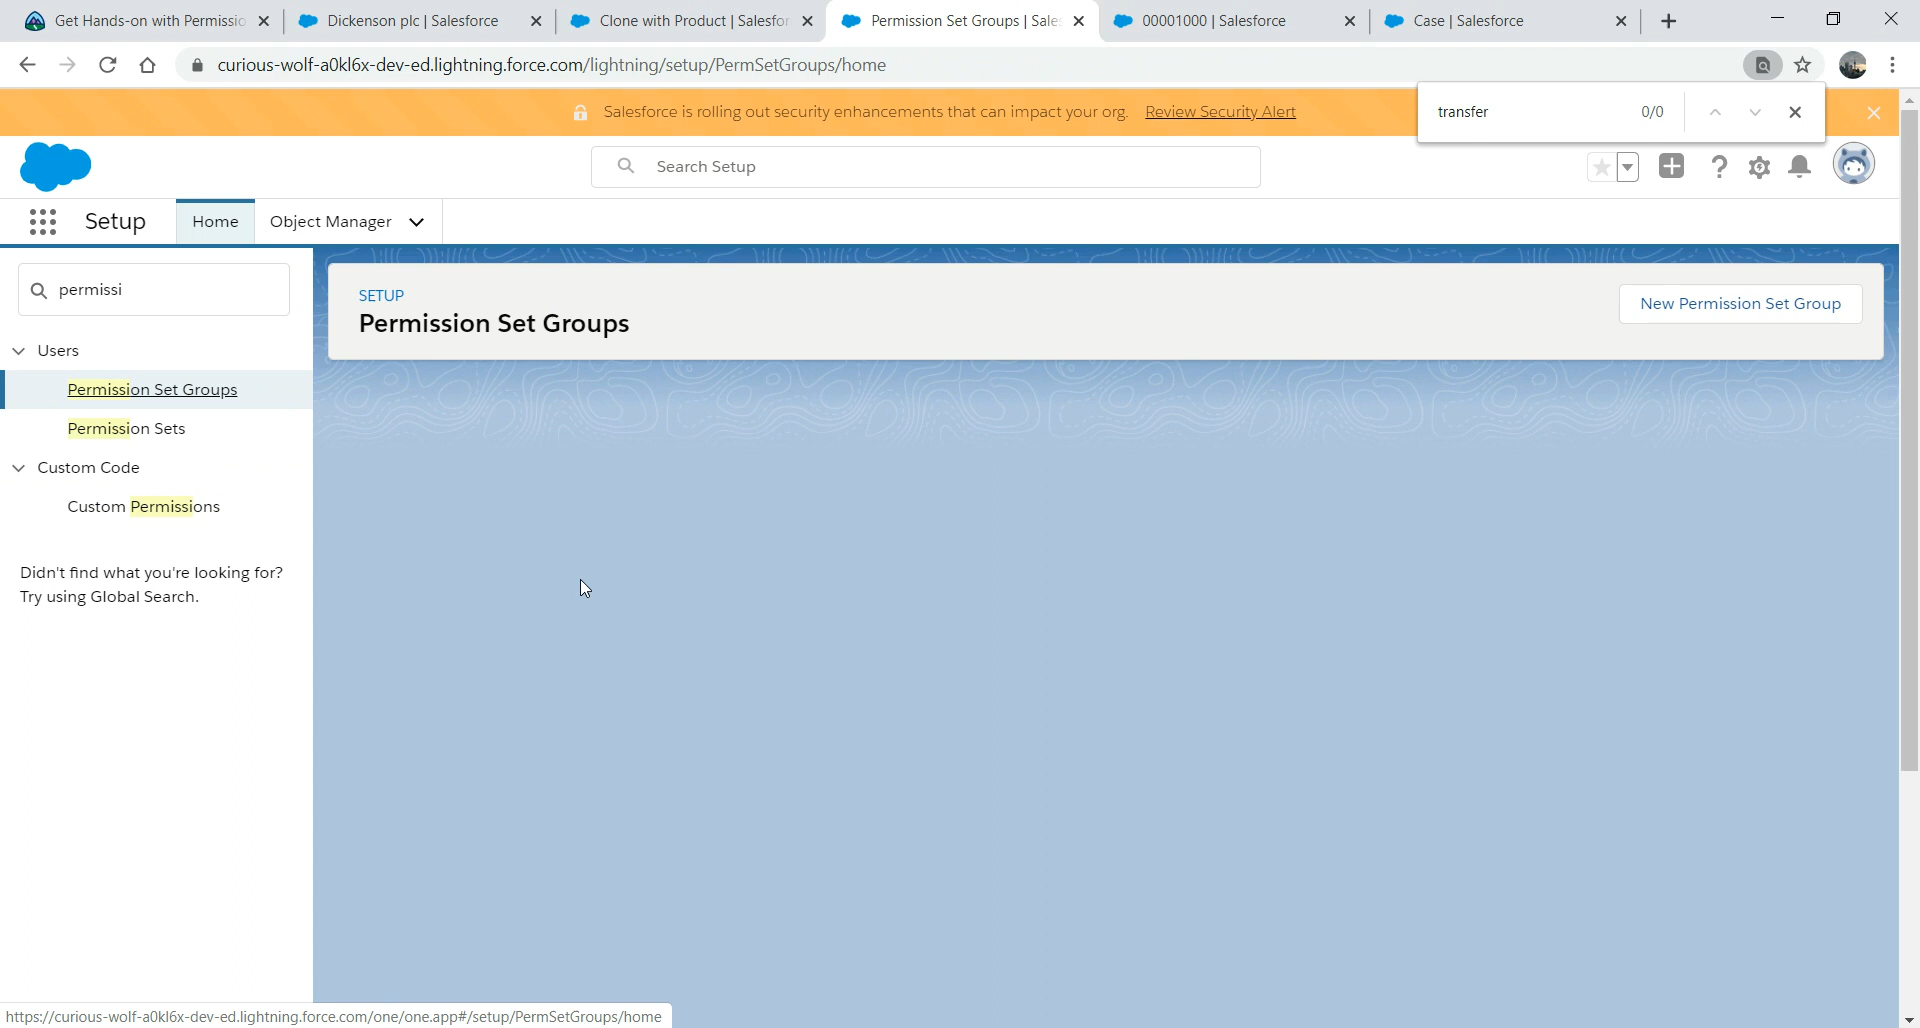 Get Hands-on with Permissio
Dickenson plc | Salesforce
Clone with Product | Salesfor
Permission Set Groups | Sale
00001000 | Salesforce
Case | Salesforce
curious-wolf-a0kl6x-dev-ed.lightning.force.com/lightning/setup/PermSetGroups/home
Salesforce is rolling out security enhancements that can impact your org. Review Security Alert
transfer 0/0
Search Setup
Setup
Home
Object Manager
permissi
SETUP
Permission Set Groups
New Permission Set Group
Users
Permission Set Groups
Permission Sets
Custom Code
Custom Permissions
Didn't find what you're looking for?
Try using Global Search.
https://curious-wolf-a0kl6x-dev-ed.lightning.force.com/one/one.app#/setup/PermSetGroups/home